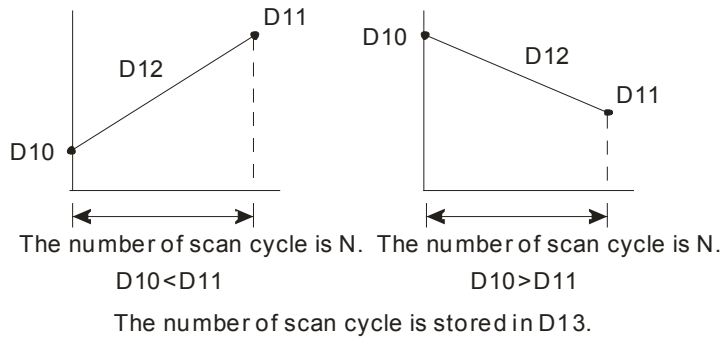 D11
D12
D10
The number of scan cycle is N.
D10<D11
D10
D12
D11
The number of scan cycle is N.
D10>D11
The number of scan cycle is stored in D13.